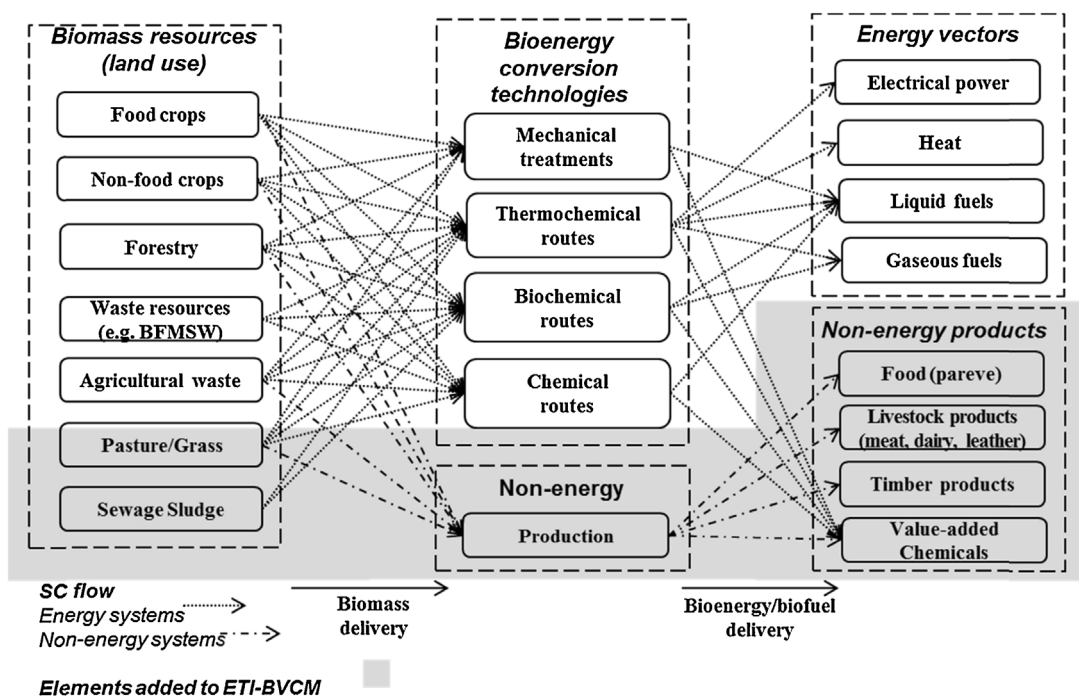 Biomass resources
(land use)
Food crops
Non-food crops
Forestry
Waste resources
(e.g. BFMSW)
Agricultural waste
Pasture/Grass
Sewage Sludge
Bioenergy
conversion
technologies
Mechanical
treatments
Thermochemical
routes
Biochemical
routes
Chemical
routes
Non-energy
Production
Energy vectors
Electrical power
Heat
Liquid fuels
Gaseous fuels
Non-energy products
Food (pareve)
Livestock products
(meat, dairy, leather)
Timber products
Value-added
Chemicals
SC flow
Energy systems
Non-energy systems
Biomass
delivery
Bioenergy/biofuel
delivery
Elements added to ETI-BVCM